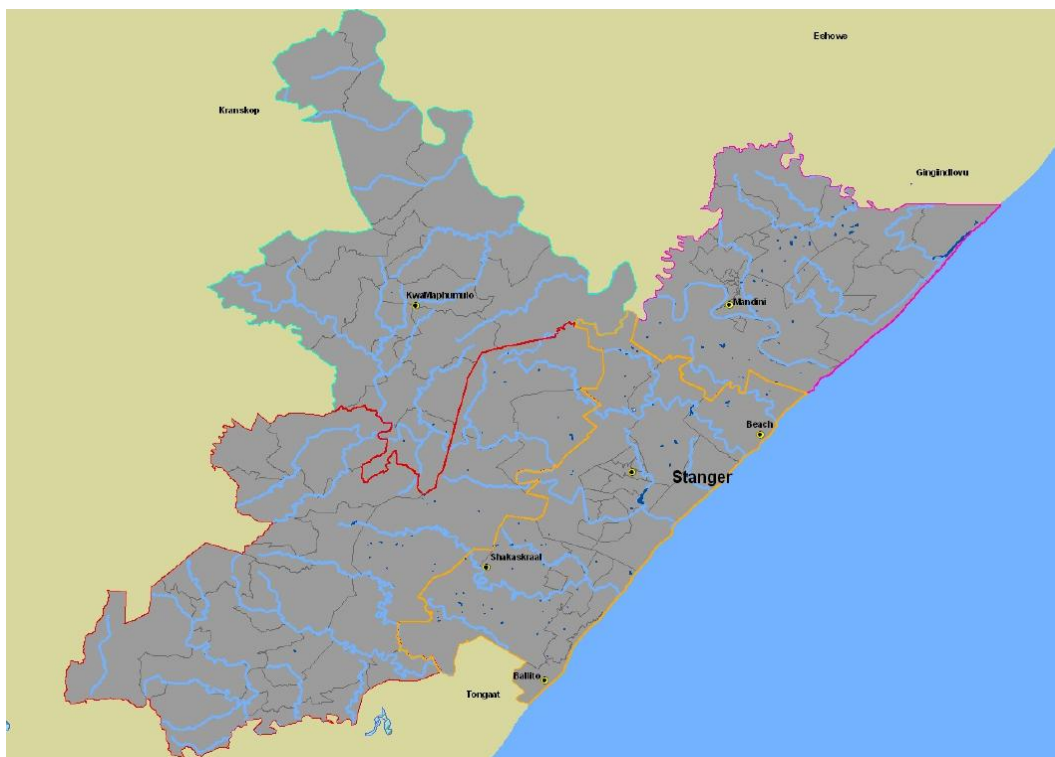 Eshowe
Kranskop
Gingindlovu
KwaMaphumulo
Mandini
Beach
Stanger
Shakaskraal
Ballito
Tongaat